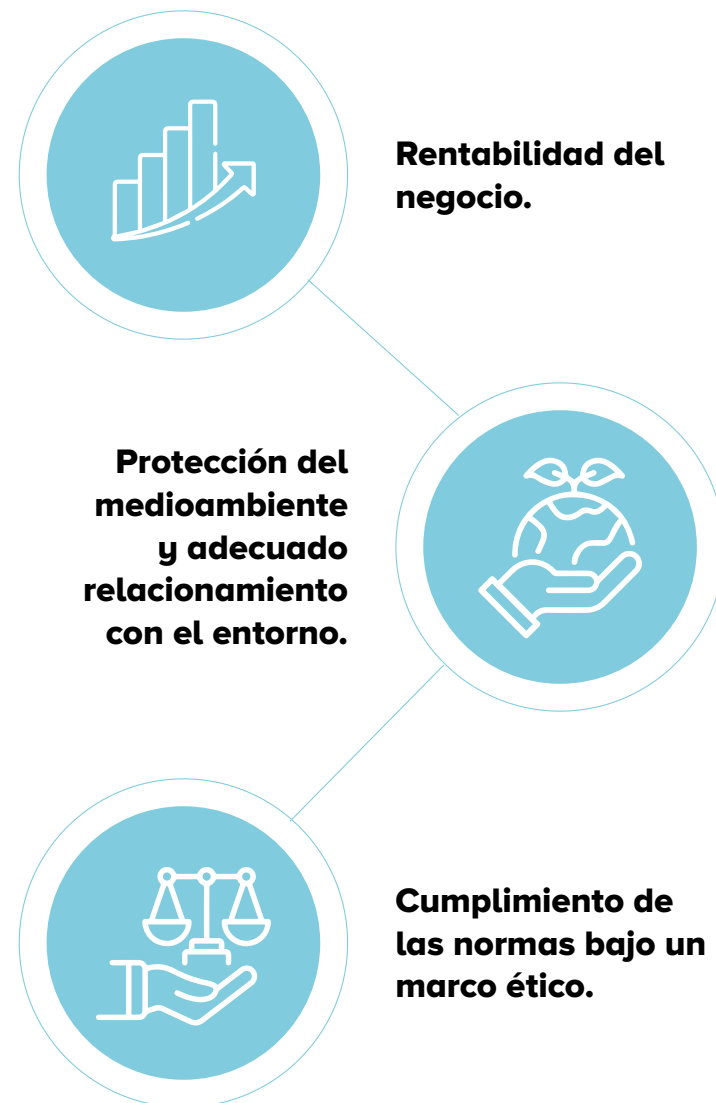 Rentabilidad del
negocio.
Protección del
medioambiente
y adecuado
relacionamiento
con el entorno.
Cumplimiento de
las normas bajo un
marco ético.